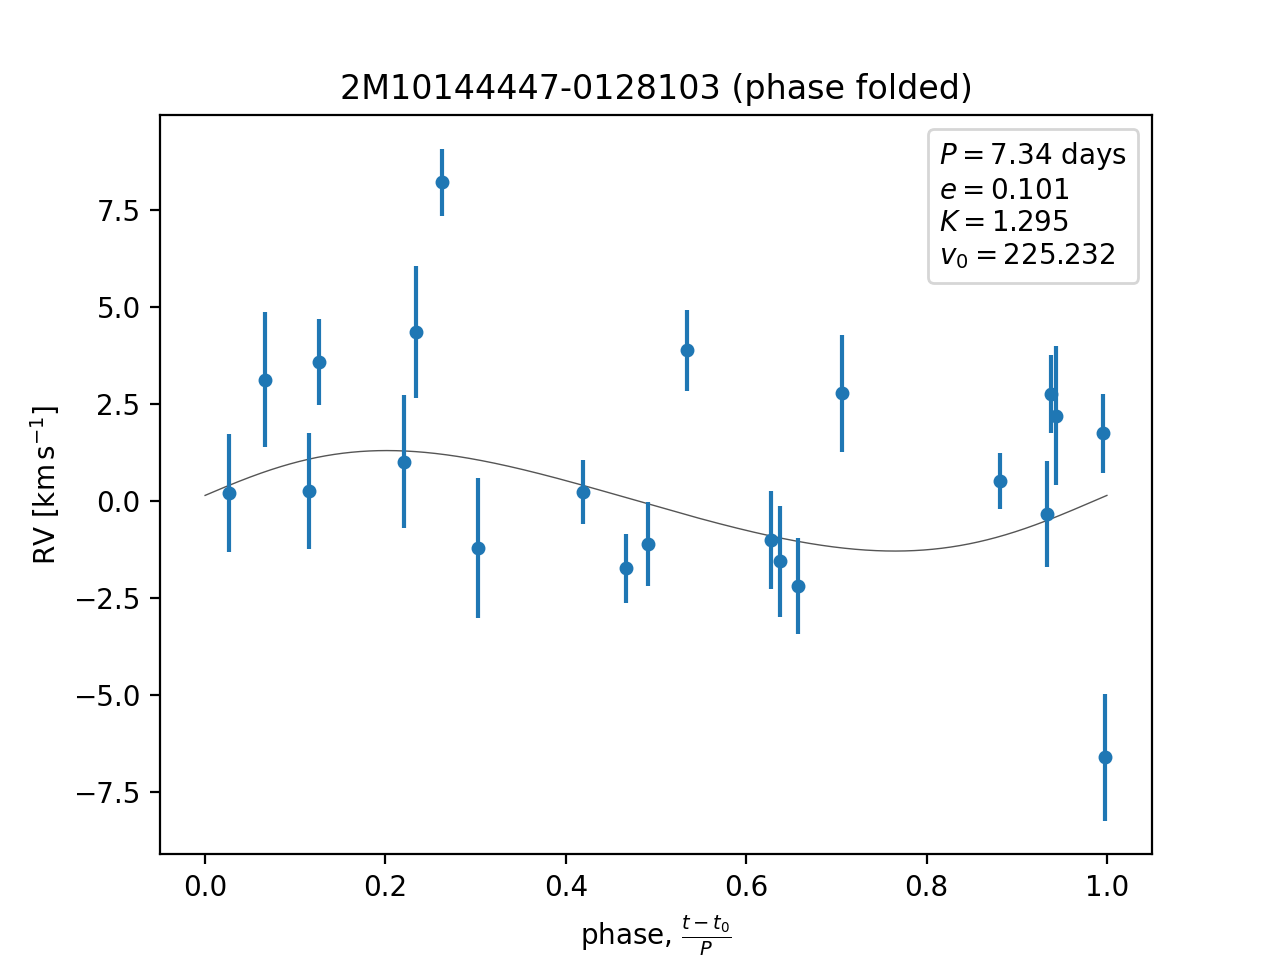 2M10144447-0128103 (phase folded)
P = 7.34 days
e = 0.101
K = 1.295
v₀ = 225.232
RV [km s⁻¹]
7.5
5.0
2.5
0.0
−2.5
−5.0
−7.5
0.0 0.2 0.4 0.6 0.8 1.0
phase, (t − t₀)/P